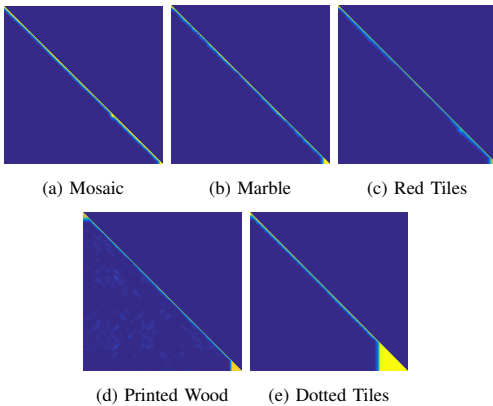 (a) Mosaic
(b) Marble
(c) Red Tiles
(d) Printed Wood
(e) Dotted Tiles